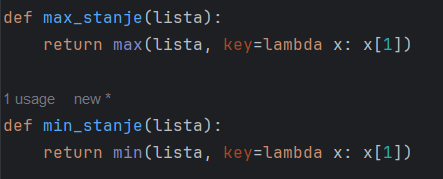 def max_stanje(lista):
    return max(lista, key=lambda x: x[1])
1 usage   new *
def min_stanje(lista):
    return min(lista, key=lambda x: x[1])